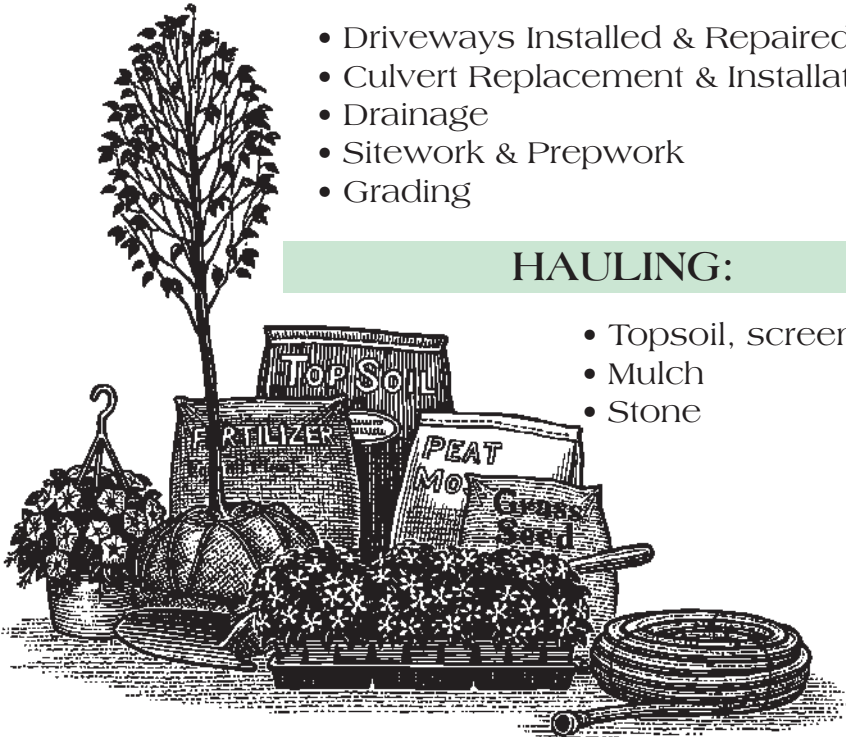 • Driveways Installed & Repaired
• Culvert Replacement & Installat
• Drainage
• Sitework & Prepwork
• Grading
HAULING:
• Topsoil, screen
• Mulch
• Stone
TOP SOIL
FERTILIZER
PEAT
MO
Grass
Seed